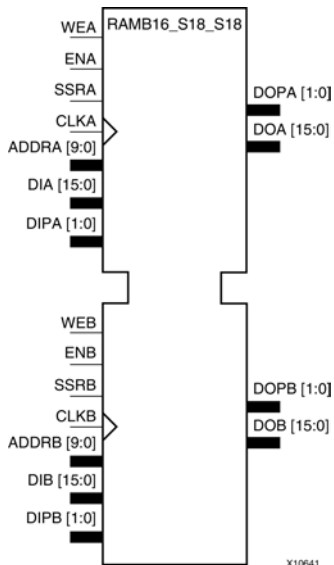 RAMB16_S18_S18
WEA
ENA
SSRA
CLKA
ADDRA [9:0]
DIA [15:0]
DIPA [1:0]
DOPA [1:0]
DOA [15:0]
WEB
ENB
SSRB
CLKB
ADDRB [9:0]
DIB [15:0]
DIPB [1:0]
DOPB [1:0]
DOB [15:0]
X10641